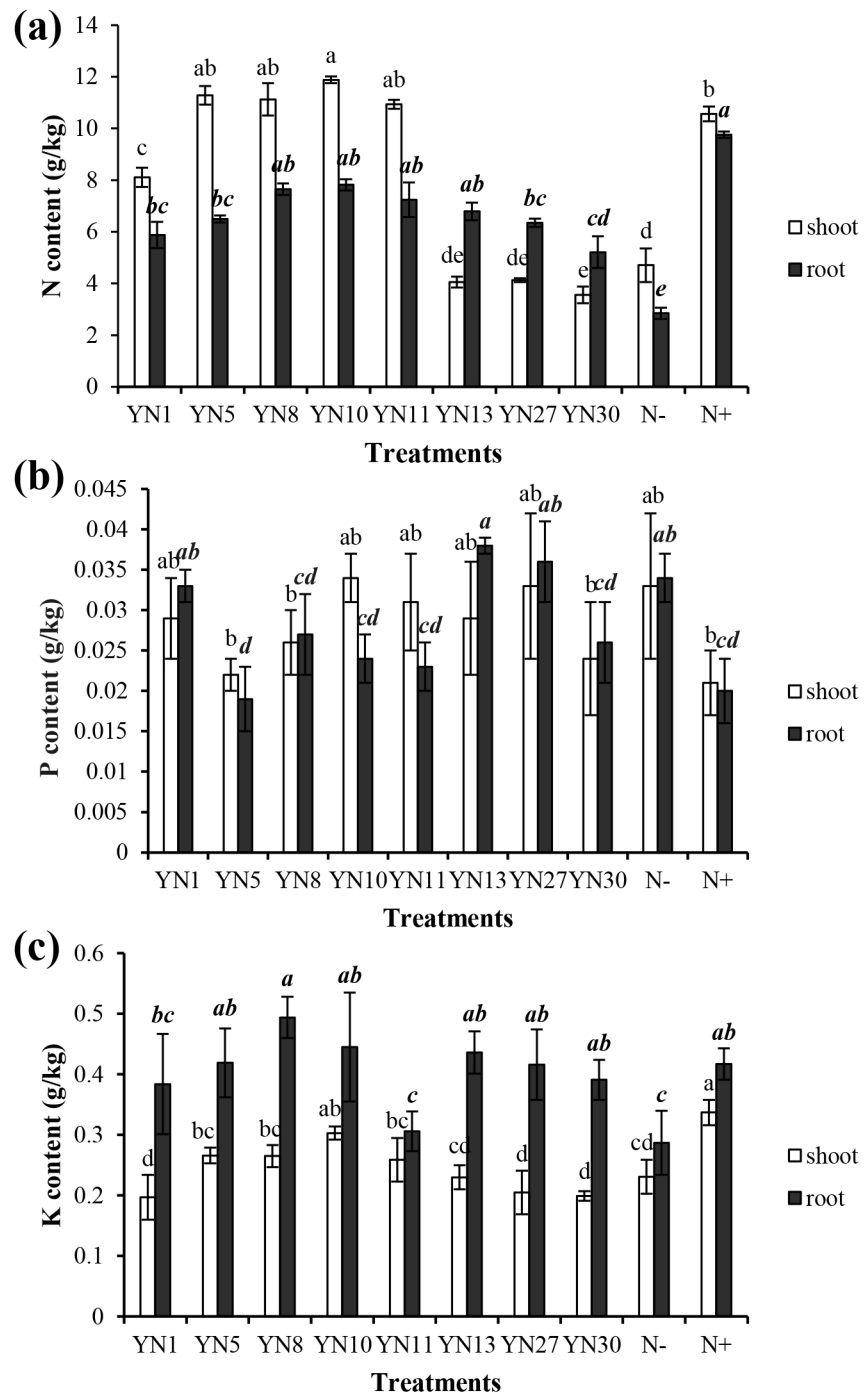 (a)
N content (g/kg)
14
12
10
8
6
4
2
0
c bc ab bc ab ab a ab ab ab de ab de bc e cd d e b a
YN1 YN5 YN8 YN10 YN11 YN13 YN27 YN30 N- N+
Treatments
shoot
root
(b)
P content (g/kg)
0.045
0.04
0.035
0.03
0.025
0.02
0.015
0.01
0.005
0
ab ab b d b cd ab cd ab cd ab a ab ab b cd ab ab b cd
YN1 YN5 YN8 YN10 YN11 YN13 YN27 YN30 N- N+
Treatments
shoot
root
(c)
K content (g/kg)
0.6
0.5
0.4
0.3
0.2
0.1
0
d bc bc ab bc a ab ab bc c cd ab d ab d ab cd c a ab
YN1 YN5 YN8 YN10 YN11 YN13 YN27 YN30 N- N+
Treatments
shoot
root